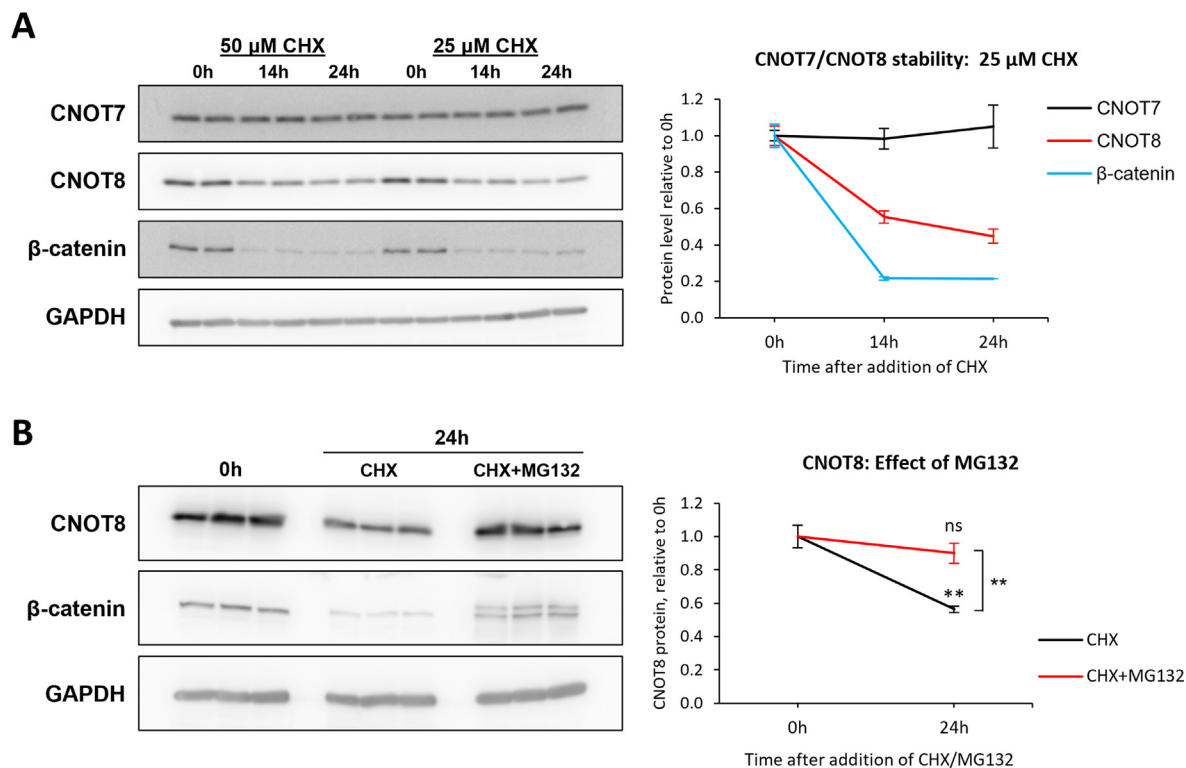 A
50 µM CHX 25 µM CHX
0h 14h 24h 0h 14h 24h
CNOT7
CNOT8
β-catenin
GAPDH
CNOT7/CNOT8 stability: 25 µM CHX
Protein level relative to 0h
1.2
1.0
0.8
0.6
0.4
0.2
0.0
0h 14h 24h
Time after addition of CHX
CNOT7
CNOT8
β-catenin
B
24h
0h CHX CHX+MG132
CNOT8
β-catenin
GAPDH
CNOT8: Effect of MG132
CNOT8 protein, relative to 0h
1.2
1.0
0.8
0.6
0.4
0.2
0.0
ns
**
**
0h 24h
Time after addition of CHX/MG132
CHX
CHX+MG132